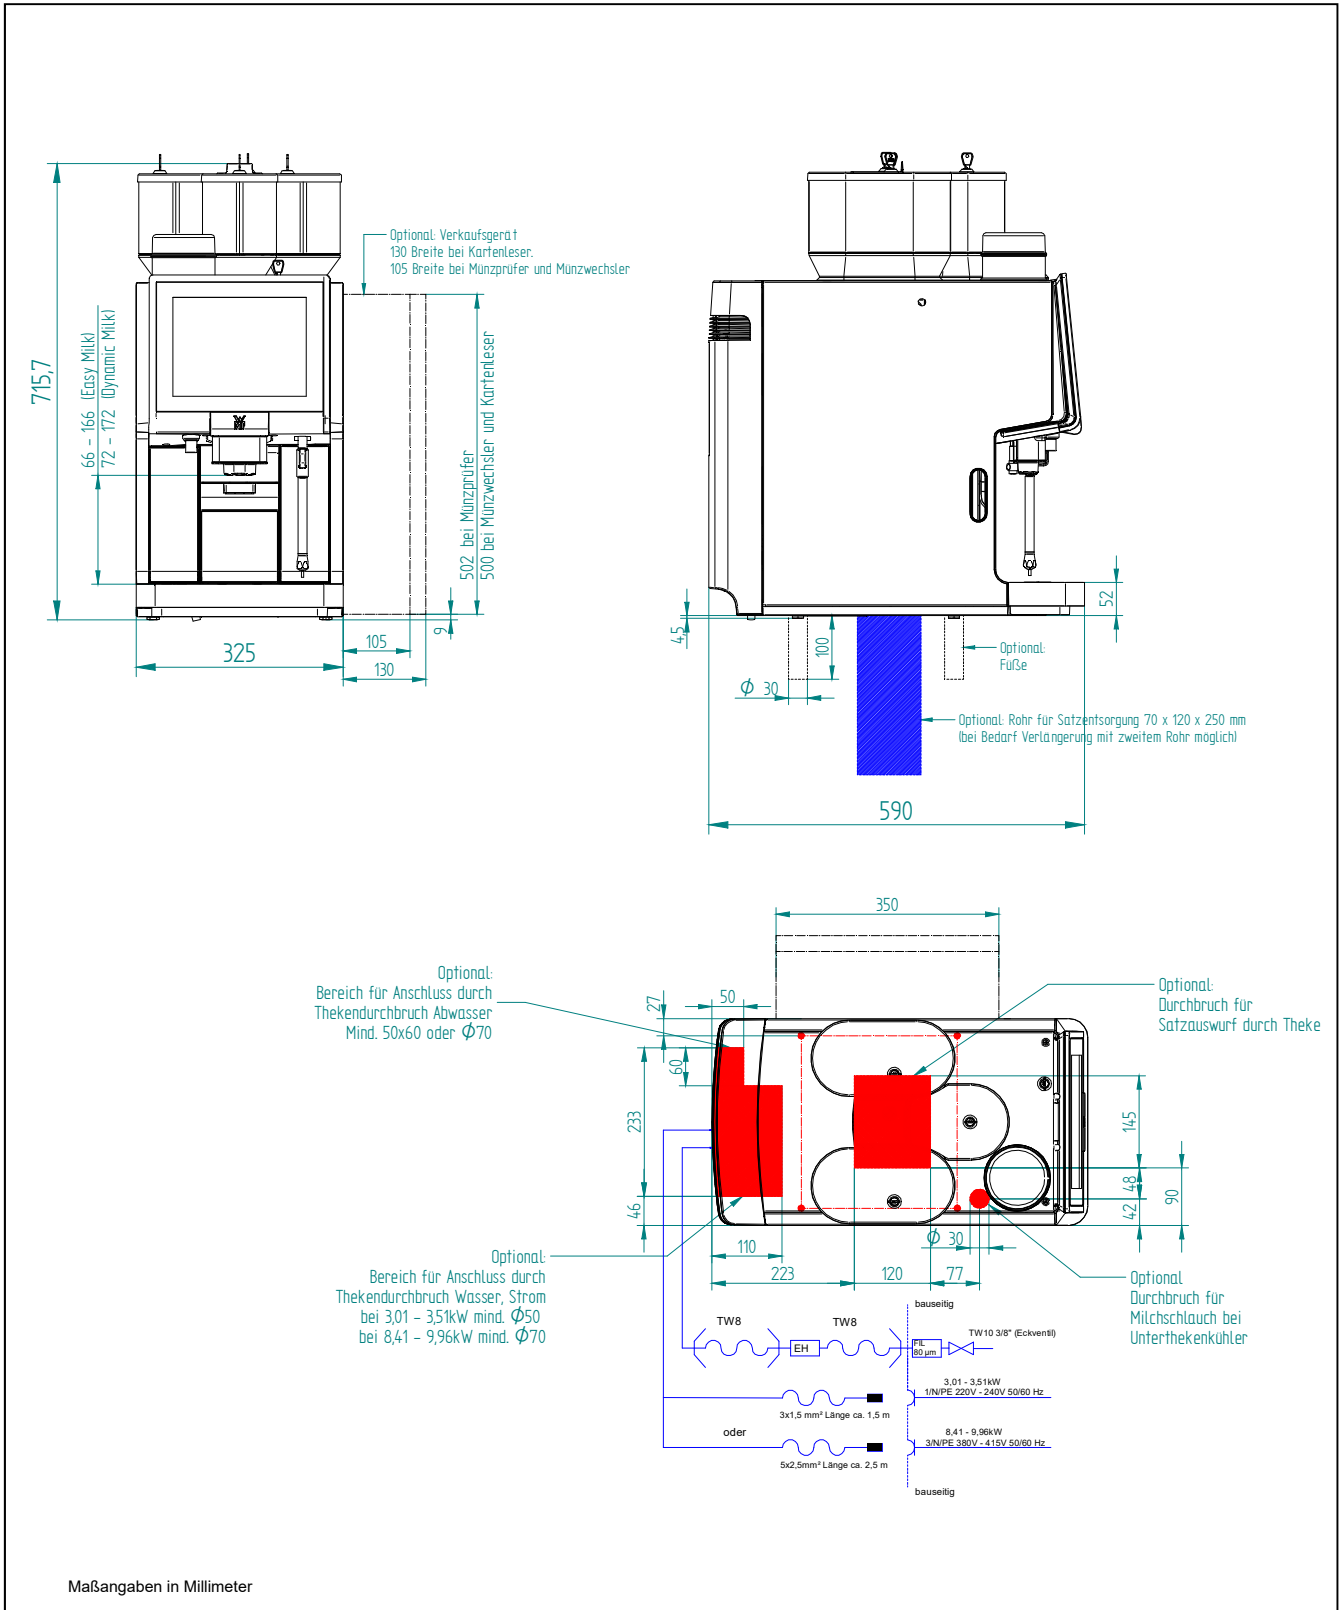 Optional: Verkaufsgerät
130 Breite bei Kartenleser.
105 Breite bei Münzprüfer und Münzwechsler
715,7
66 - 166 (Easy Milk)
72 - 172 (Dynamic Milk)
502 bei Münzprüfer
500 bei Münzwechsler und Kartenleser
9
105
130
325
WMF
52
4,5
100
Ø 30
Optional:
Füße
Optional: Rohr für Satzentsorgung 70 x 120 x 250 mm
(bei Bedarf Verlängerung mit zweitem Rohr möglich)
590
350
Optional:
Bereich für Anschluss durch
Thekendurchbruch Abwasser
Mind. 50x60 oder Ø70
27
50
60
233
46
110
223
120
77
Ø 30
145
48
42
90
Optional:
Durchbruch für
Satzauswurf durch Theke
Optional:
Bereich für Anschluss durch
Thekendurchbruch Wasser, Strom
bei 3,01 - 3,51kW mind. Ø50
bei 8,41 - 9,96kW mind. Ø70
Optional
Durchbruch für
Milchschlauch bei
Unterthekenkühler
bauseitig
TW8
TW8
EH
FIL
80 µm
TW10 3/8" (Eckventil)
3,01 - 3,51kW
1/N/PE 220V - 240V 50/60 Hz
3x1,5 mm² Länge ca. 1,5 m
oder
8,41 - 9,96kW
3/N/PE 380V - 415V 50/60 Hz
5x2,5mm² Länge ca. 2,5 m
bauseitig
Maßangaben in Millimeter